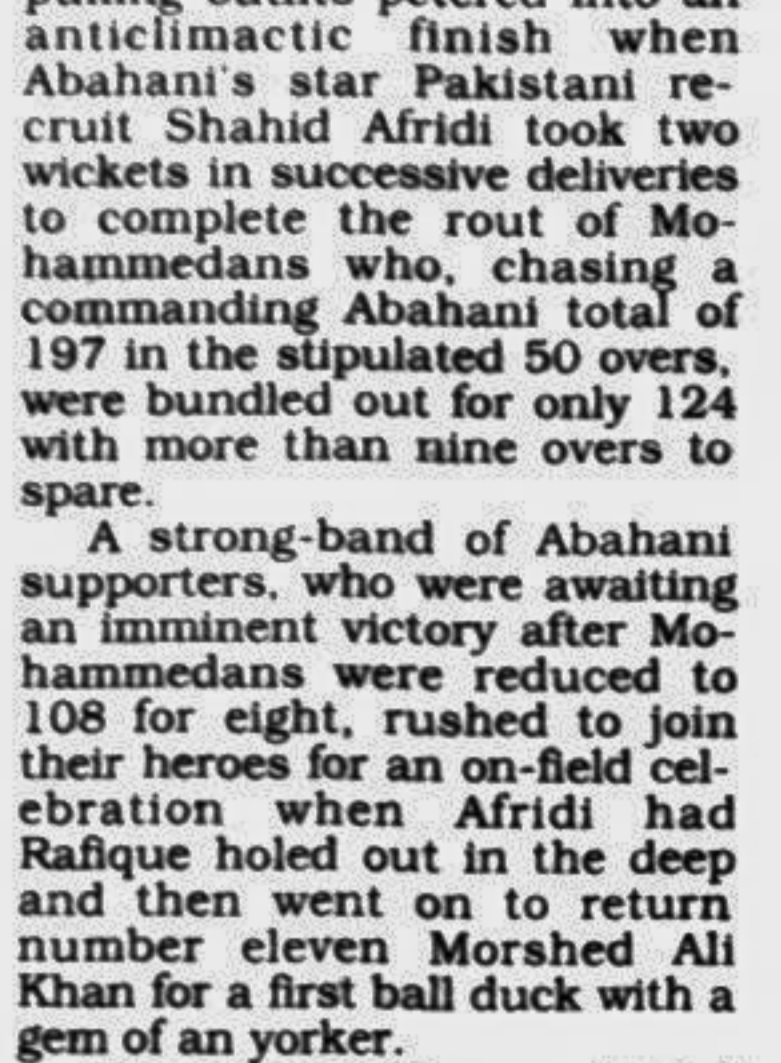 anticlimactic finish when
Abahani's star Pakistani re-
cruit Shahid Afridi took two
wickets in successive deliveries
to complete the rout of Mo-
hammedans who, chasing a
commanding Abahani total of
197 in the stipulated 50 overs,
were bundled out for only 124
with more than nine overs to
spare.
A strong-band of Abahani
supporters, who were awaiting
an imminent victory after Mo-
hammedans were reduced to
108 for eight, rushed to join
their heroes for an on-field cel-
ebration when Afridi had
Rafique holed out in the deep
and then went on to return
number eleven Morshed Ali
Khan for a first ball duck with a
gem of an yorker.